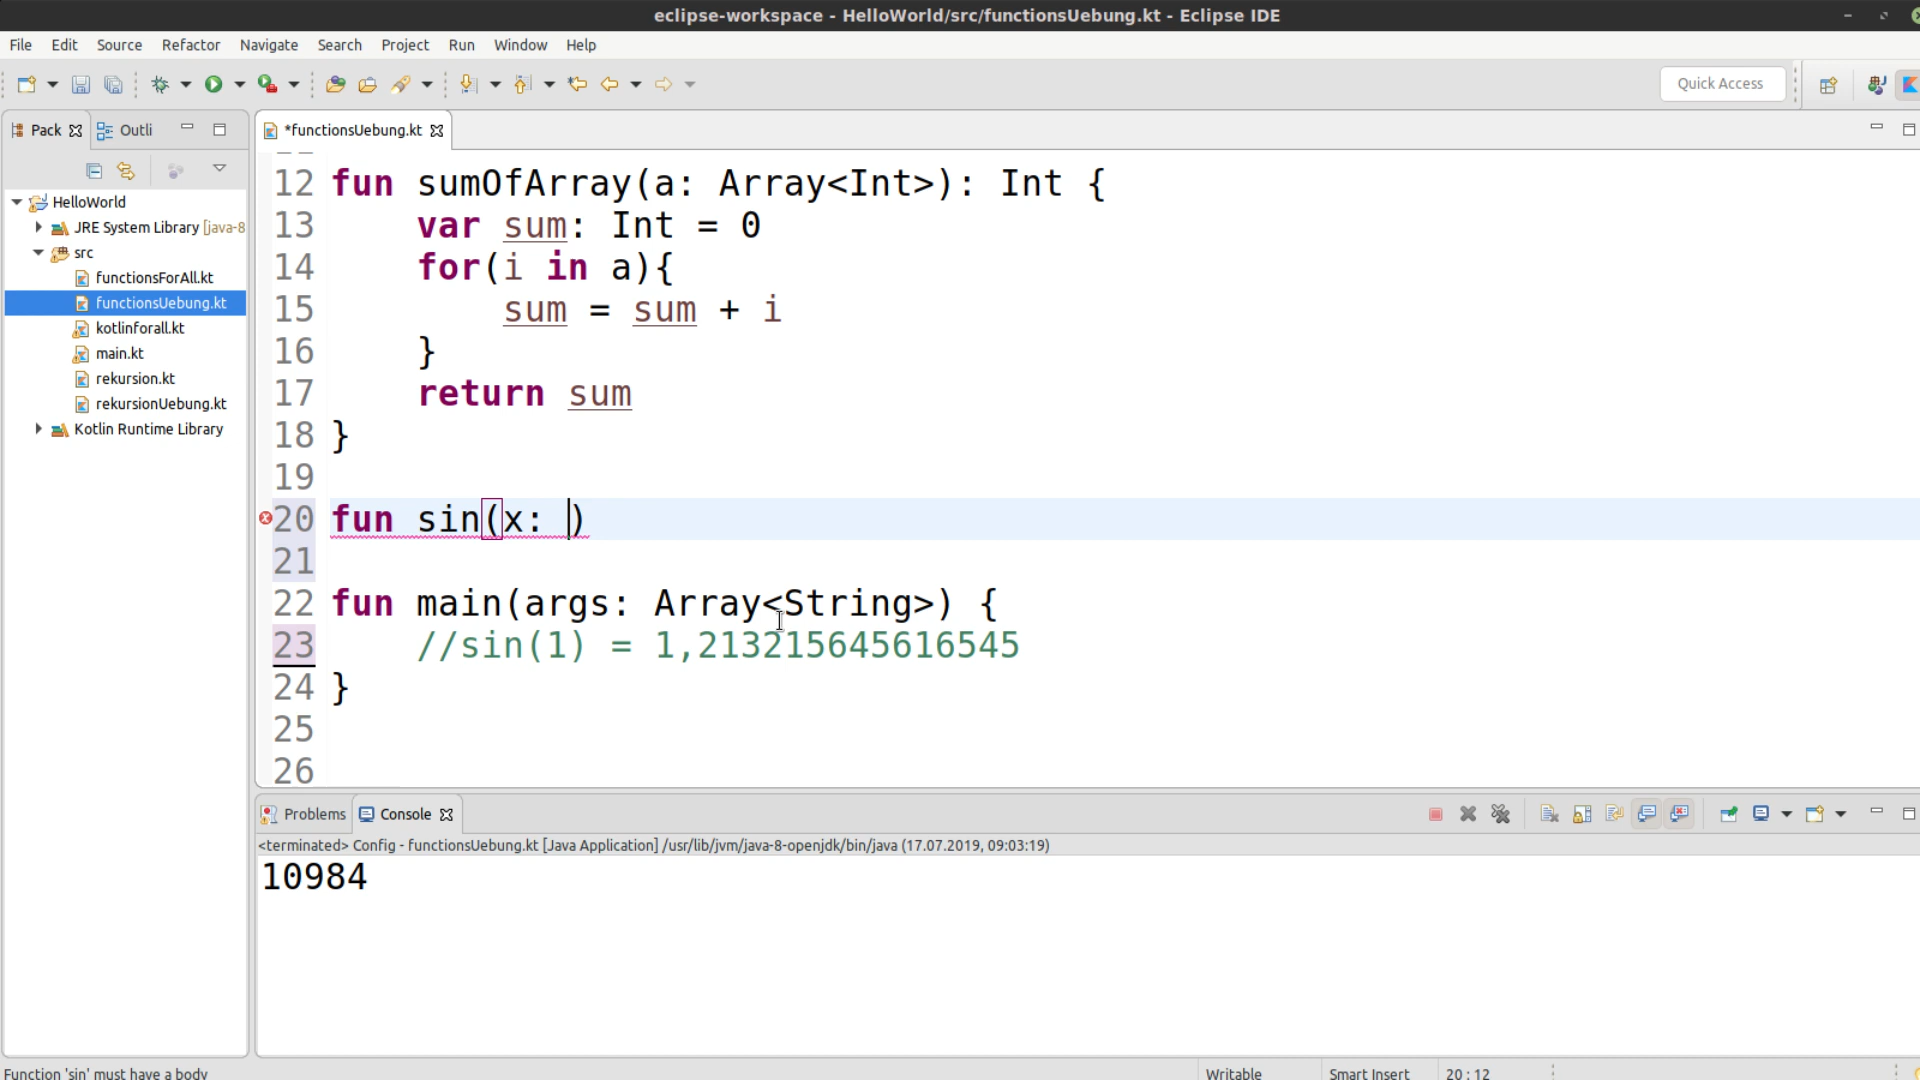 eclipse-workspace - HelloWorld/src/functionsUebung.kt - Eclipse IDE
File Edit Source Refactor Navigate Search Project Run Window Help
Quick Access
Pack Outli
HelloWorld
JRE System Library [java-8
src
functionsForAll.kt
functionsUebung.kt
kotlinforall.kt
main.kt
rekursion.kt
rekursionUebung.kt
Kotlin Runtime Library
*functionsUebung.kt
12 fun sumOfArray(a: Array<Int>): Int {
13 var sum: Int = 0
14 for(i in a){
15 sum = sum + i
16 }
17 return sum
18 }
19
20 fun sin(x: )
21
22 fun main(args: Array<String>) {
23 //sin(1) = 1,213215645616545
24 }
25
26
Problems Console
<terminated> Config - functionsUebung.kt [Java Application] /usr/lib/jvm/java-8-openjdk/bin/java (17.07.2019, 09:03:19)
10984
Function 'sin' must have a body Writable Smart Insert 20 : 12